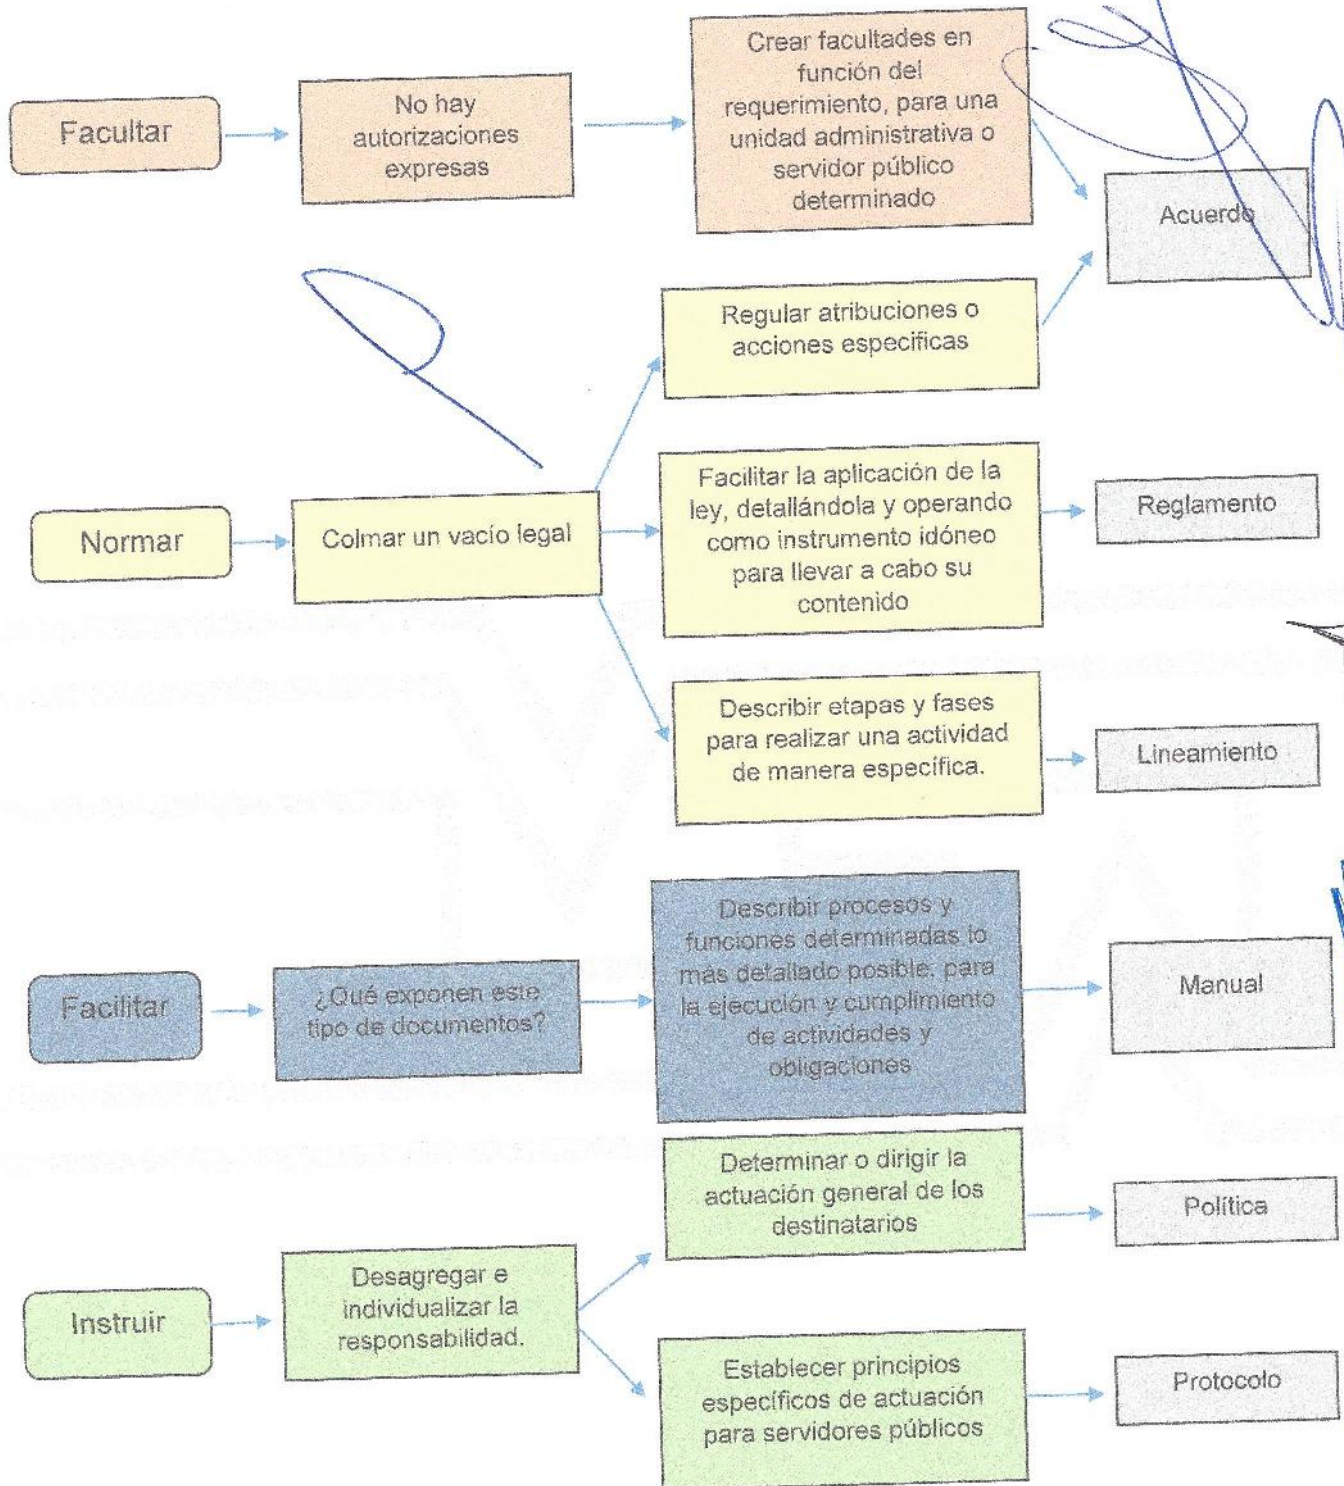 Facultar
No hay
autorizaciones
expresas
Crear facultades en
función del
requerimiento, para una
unidad administrativa o
servidor público
determinado
Acuerdo
Regular atribuciones o
acciones especificas
Normar
Colmar un vacío legal
Facilitar la aplicación de la
ley, detallándola y operando
como instrumento idóneo
para llevar a cabo su
contenido
Reglamento
Describir etapas y fases
para realizar una actividad
de manera específica.
Lineamiento
Facilitar
¿Qué exponen este
tipo de documentos?
Describir procesos y
funciones determinadas lo
más detallado posible, para
la ejecución y cumplimiento
de actividades y
obligaciones
Manual
Instruir
Desagregar e
individualizar la
responsabilidad.
Determinar o dirigir la
actuación general de los
destinatarios
Política
Establecer principios
específicos de actuación
para servidores públicos
Protocolo